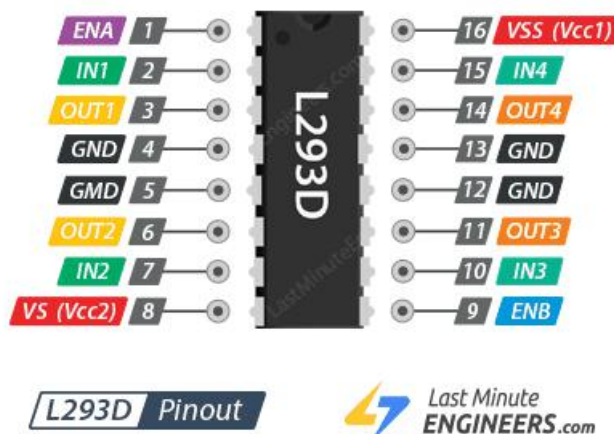 ENA 1
IN1 2
OUT1 3
GND 4
GMD 5
OUT2 6
IN2 7
VS (Vcc2) 8
L293D
16 VSS (Vcc1)
15 IN4
14 OUT4
13 GND
12 GND
11 OUT3
10 IN3
9 ENB
L293D Pinout
Last Minute
ENGINEERS.com